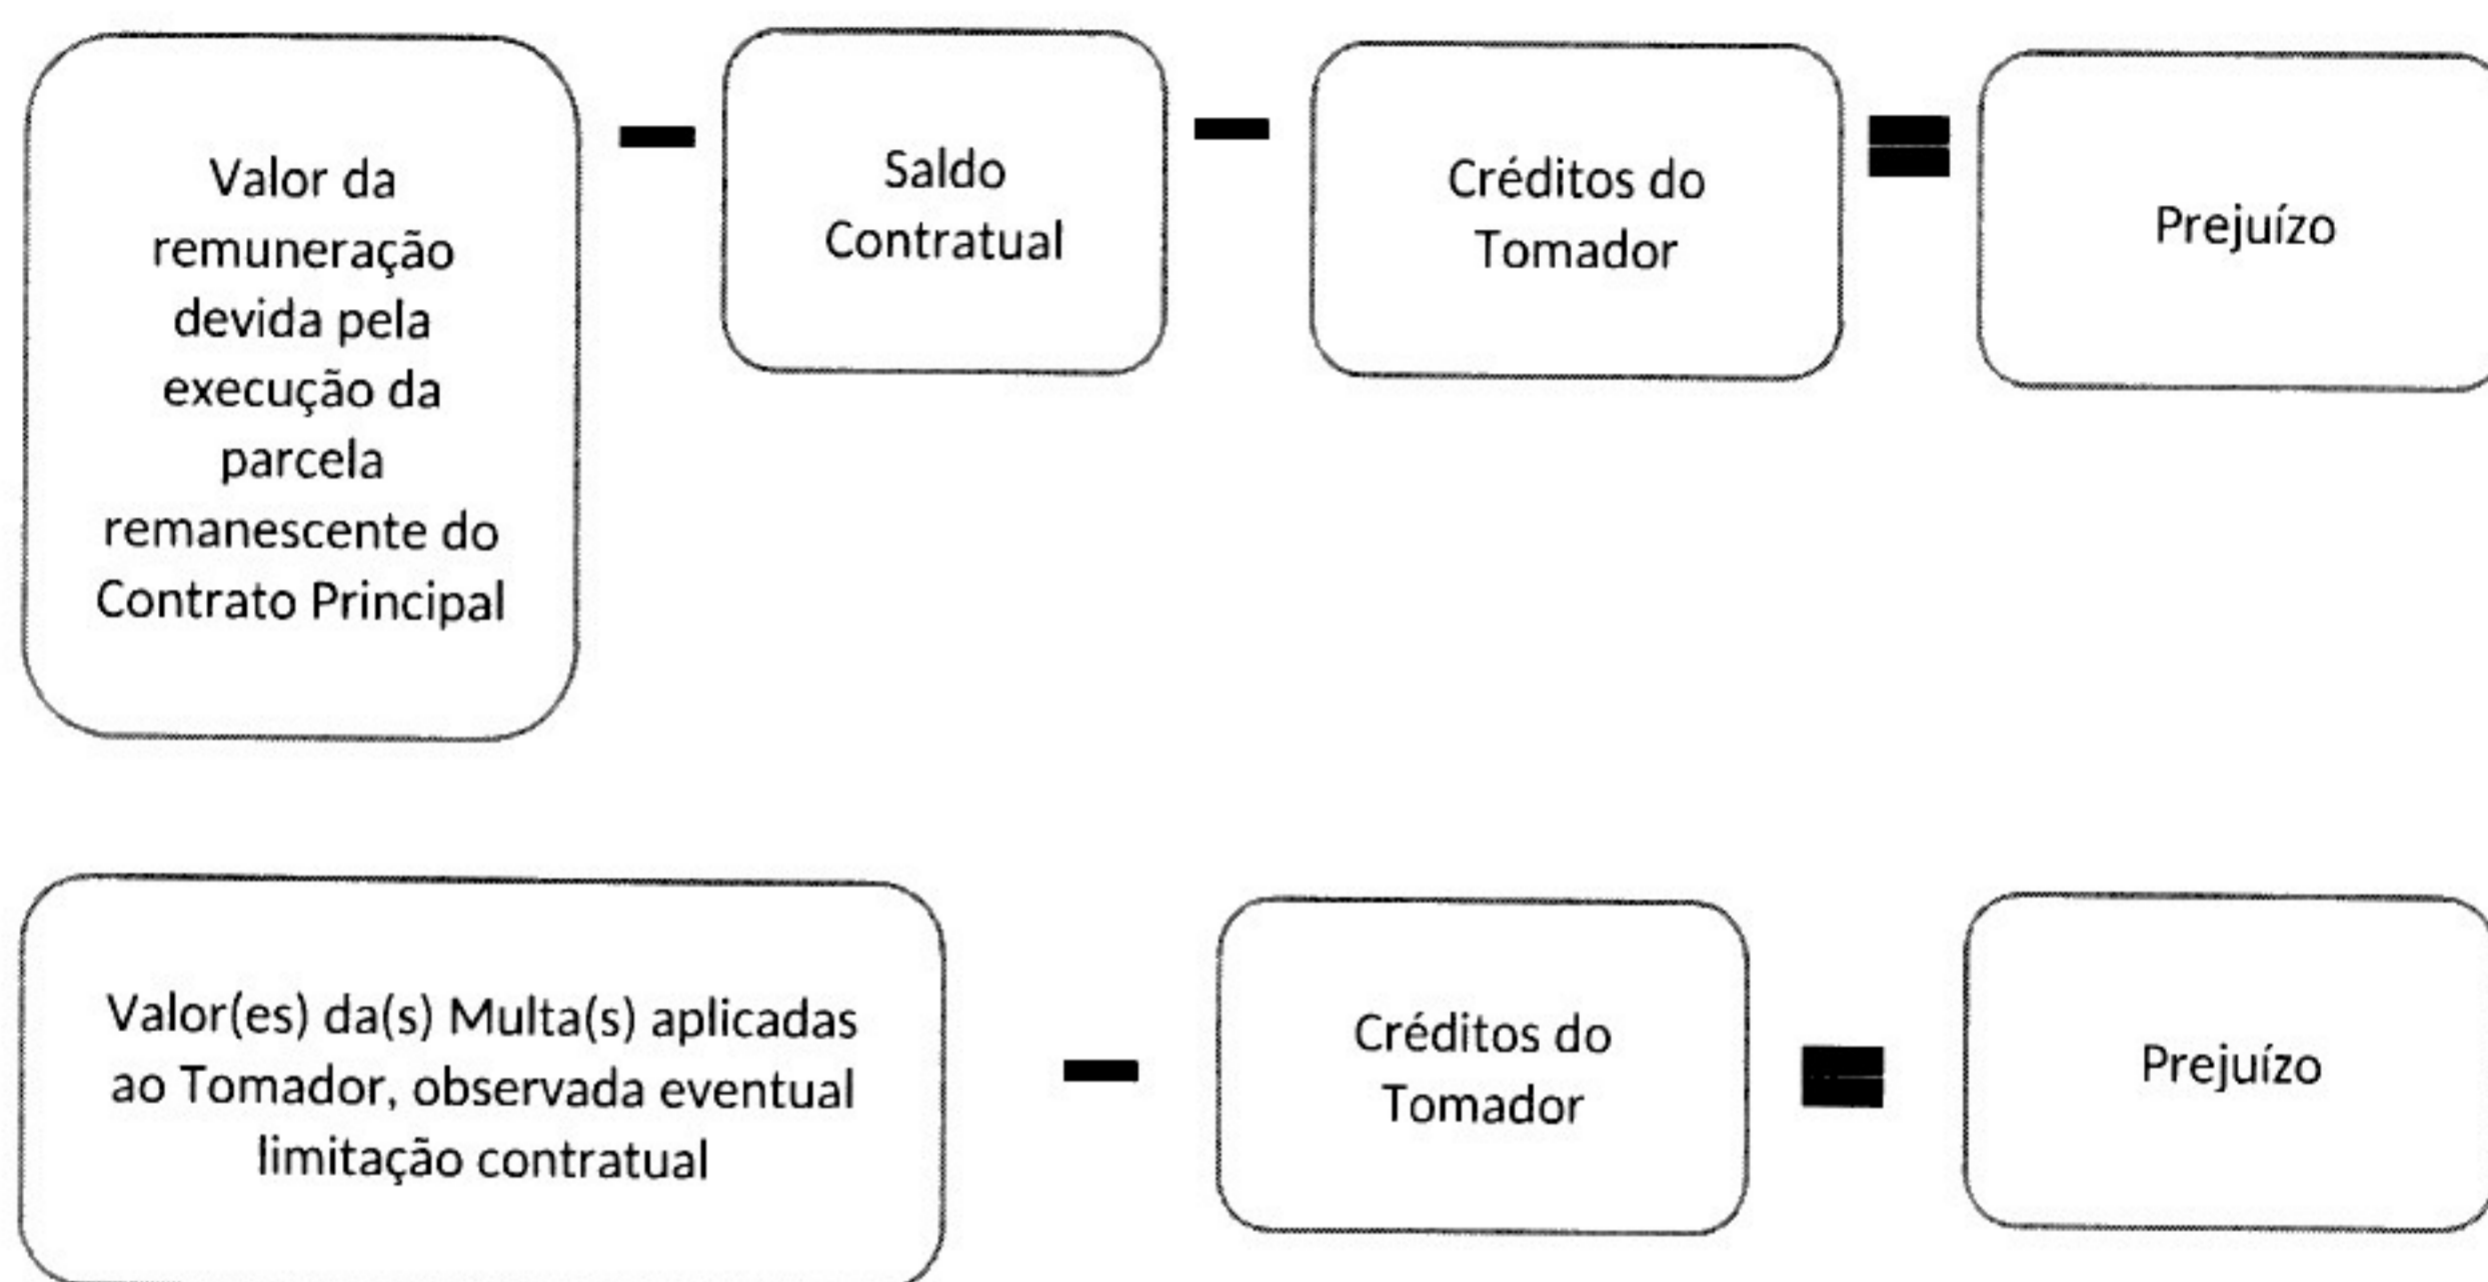 Valor da
remuneração
devida pela
execução da
parcela
remanescente do
Contrato Principal
Saldo
Contratual
Créditos do
Tomador
Prejuízo
Valor(es) da(s) Multa(s) aplicadas
ao Tomador, observada eventual
limitação contratual
Créditos do
Tomador
Prejuízo